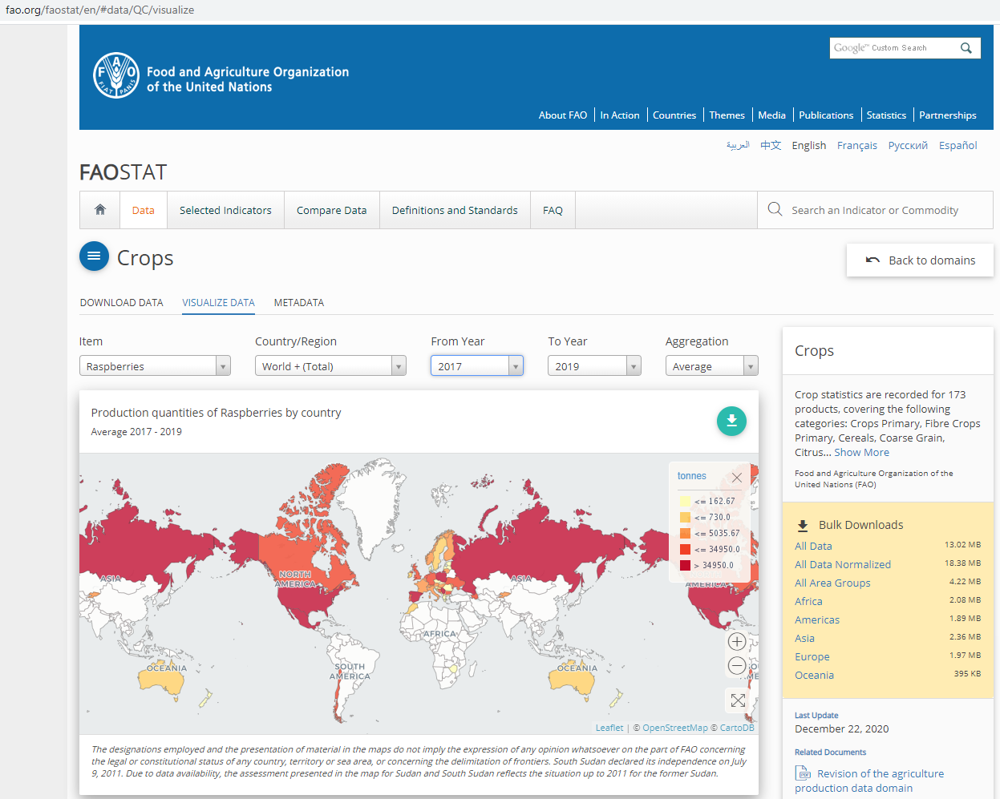 fao.org/faostat/en/#data/QC/visualize
Google™ Custom Search
F A O
FIAT PANIS
Food and Agriculture Organization
of the United Nations
About FAO | In Action | Countries | Themes | Media | Publications | Statistics | Partnerships
العربية 中文 English Français Русский Español
FAOSTAT
Data Selected Indicators Compare Data Definitions and Standards FAQ Search an Indicator or Commodity
Crops
Back to domains
DOWNLOAD DATA VISUALIZE DATA METADATA
Item Country/Region From Year To Year Aggregation
Raspberries World + (Total) 2017 2019 Average
Production quantities of Raspberries by country
Average 2017 - 2019
tonnes
<= 162.67
<= 730.0
<= 5035.67
<= 34950.0
> 34950.0
ASIA
NORTH
AMERICA
ASIA
AMERICA
AFRICA
OCEANIA
SOUTH
AMERICA
OCEANIA
Leaflet | © OpenStreetMap © CartoDB
The designations employed and the presentation of material in the maps do not imply the expression of any opinion whatsoever on the part of FAO concerning
the legal or constitutional status of any country, territory or sea area, or concerning the delimitation of frontiers. South Sudan declared its independence on July
9, 2011. Due to data availability, the assessment presented in the map for Sudan and South Sudan reflects the situation up to 2011 for the former Sudan.
Crops
Crop statistics are recorded for 173
products, covering the following
categories: Crops Primary, Fibre Crops
Primary, Cereals, Coarse Grain,
Citrus... Show More
Food and Agriculture Organization of the
United Nations (FAO)
Bulk Downloads
All Data 13.02 MB
All Data Normalized 18.38 MB
All Area Groups 4.22 MB
Africa 2.08 MB
Americas 1.89 MB
Asia 2.36 MB
Europe 1.97 MB
Oceania 395 KB
Last Update
December 22, 2020
Related Documents
Revision of the agriculture
production data domain